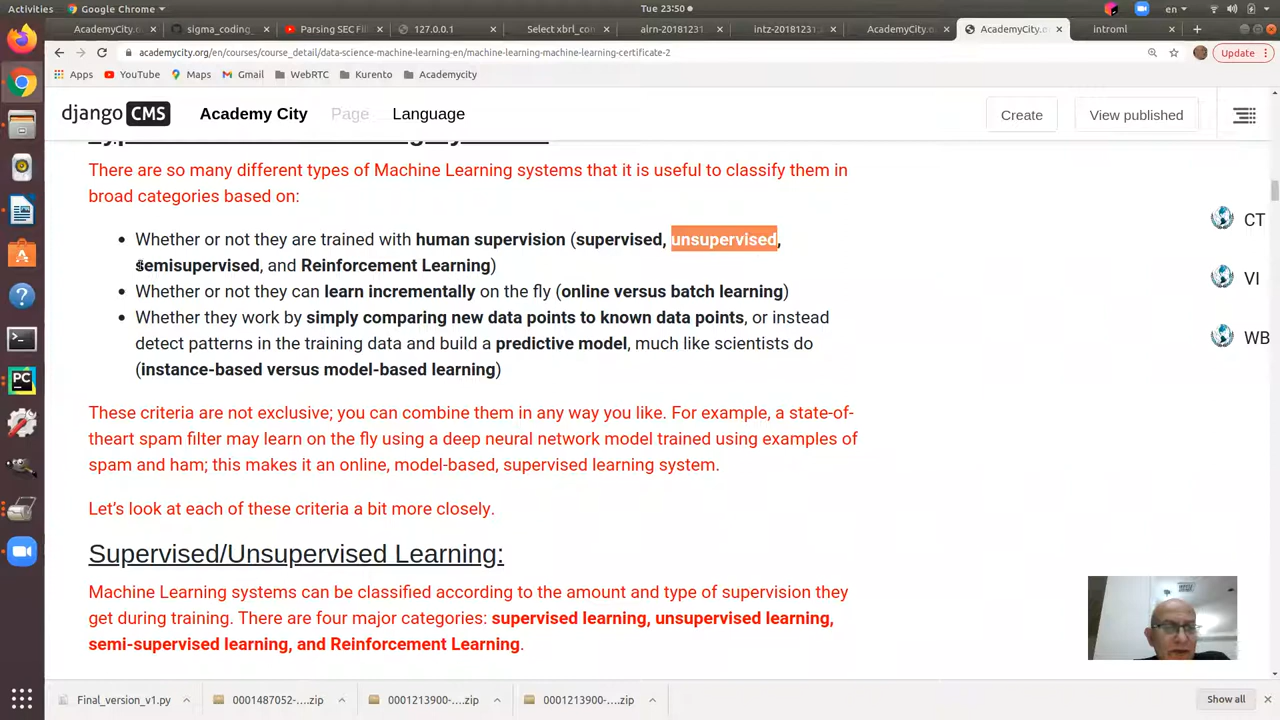 Activities
Google Chrome
Tue 23:50
en
AcademyCity.d
sigma_coding_
Parsing SEC Fili
127.0.0.1
Select xbrl_com
alrn-20181231
intz-20181231.
AcademyCity.o
AcademyCity.o
introml
academycity.org/en/courses/course_detail/data-science-machine-learning-en/machine-learning-machine-learning-certificate-2
Update
Apps
YouTube
Maps
Gmail
WebRTC
Kurento
Academycity
django CMS
Academy City
Page
Language
Create
View published
There are so many different types of Machine Learning systems that it is useful to classify them in
broad categories based on:
• Whether or not they are trained with human supervision (supervised, unsupervised,
semisupervised, and Reinforcement Learning)
• Whether or not they can learn incrementally on the fly (online versus batch learning)
• Whether they work by simply comparing new data points to known data points, or instead
detect patterns in the training data and build a predictive model, much like scientists do
(instance-based versus model-based learning)
CT
VI
WB
These criteria are not exclusive; you can combine them in any way you like. For example, a state-of-
theart spam filter may learn on the fly using a deep neural network model trained using examples of
spam and ham; this makes it an online, model-based, supervised learning system.
Let's look at each of these criteria a bit more closely.
Supervised/Unsupervised Learning:
Machine Learning systems can be classified according to the amount and type of supervision they
get during training. There are four major categories: supervised learning, unsupervised learning,
semi-supervised learning, and Reinforcement Learning.
Final_version_v1.py
0001487052-....zip
0001213900-....zip
0001213900-....zip
Show all